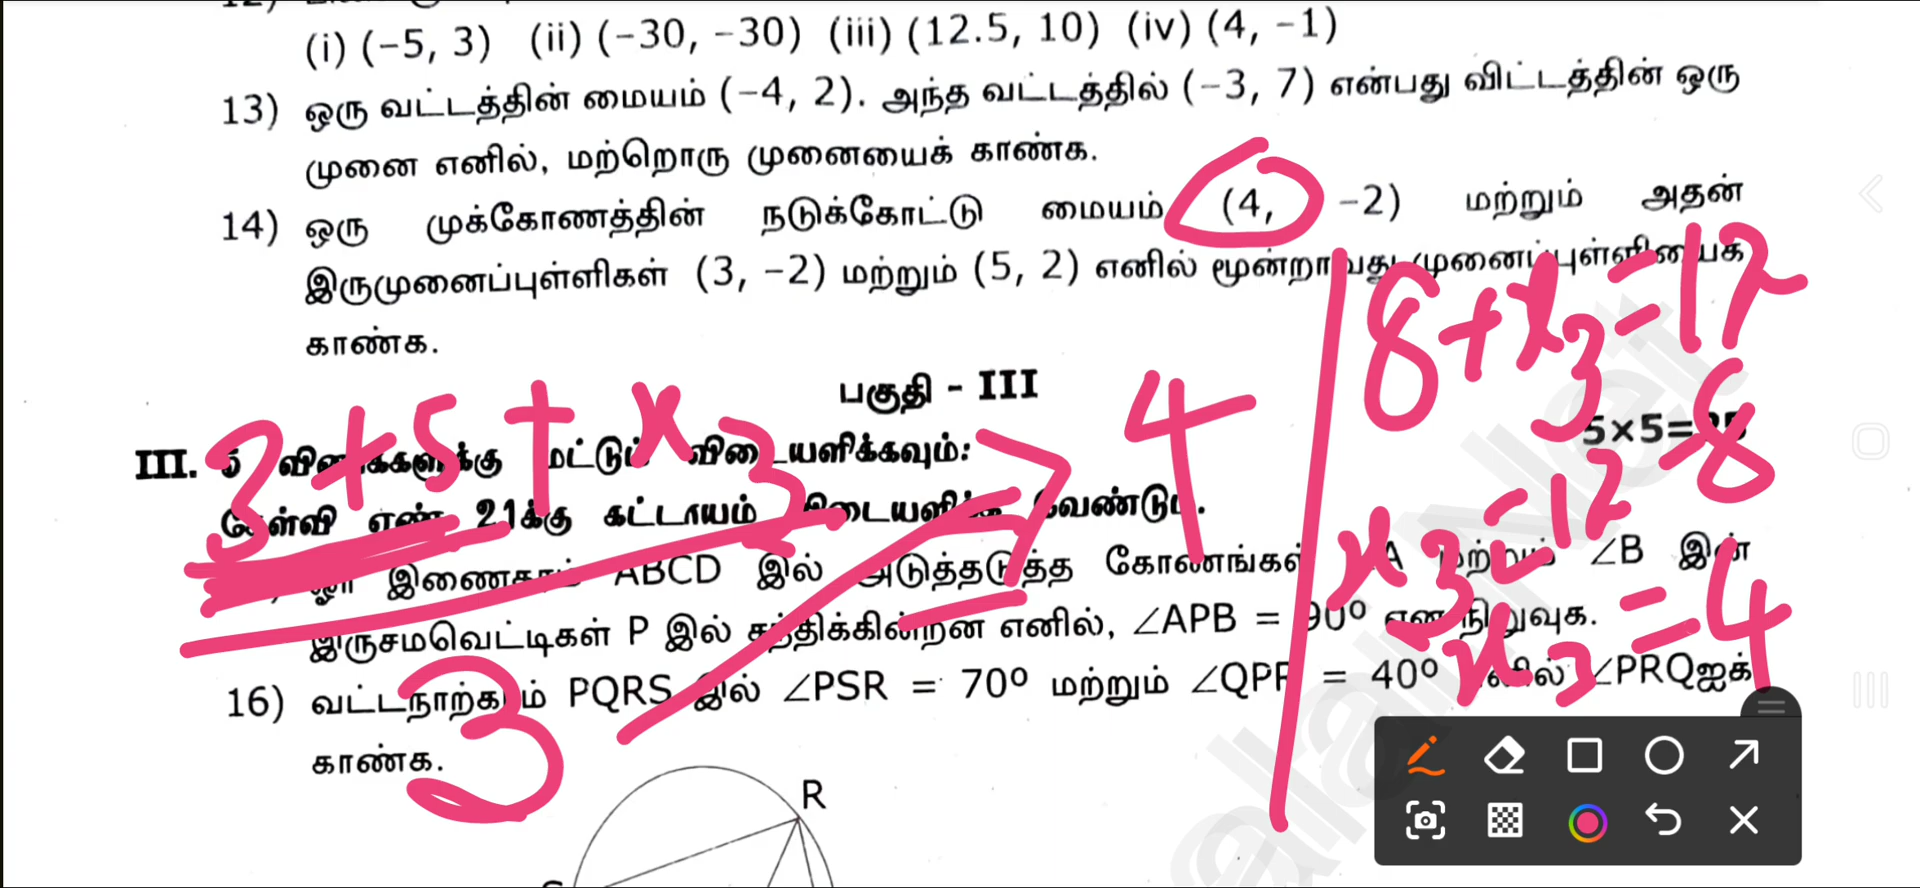 (i) (-5, 3) (ii) (-30, -30) (iii) (12.5, 10) (iv) (4, -1)
13) ஒரு வட்டத்தின் மையம் (-4, 2). அந்த வட்டத்தில் (-3, 7) என்பது விட்டத்தின் ஒரு
முனை எனில், மற்றொரு முனையைக் காண்க.
14) ஒரு முக்கோணத்தின் நடுக்கோட்டு மையம் (4, -2) மற்றும் அதன்
இருமுனைப்புள்ளிகள் (3, -2) மற்றும் (5, 2) எனில் மூன்றாவது முனைப்புள்ளியைக்
காண்க.
8+x3=12
பகுதி - III
3+5+x3
4
5×5=25
III. 5 வினாக்களுக்கு மட்டும் விடையளிக்கவும்:
x3=12-8
கேள்வி எண் 21க்கு கட்டாயம் விடையளிக்க வேண்டும்.
இணைகரம் ABCD இல் அடுத்தடுத்த கோணங்கள் A மற்றும் ∠B இன்
x3=4
இருசமவெட்டிகள் P இல் சந்திக்கின்றன எனில், ∠APB = 90° என நிறுவுக.
3
16) வட்டநாற்கரம் PQRS இல் ∠PSR = 70° மற்றும் ∠QPR = 40° எனில் ∠PRQஐக்
காண்க.
R